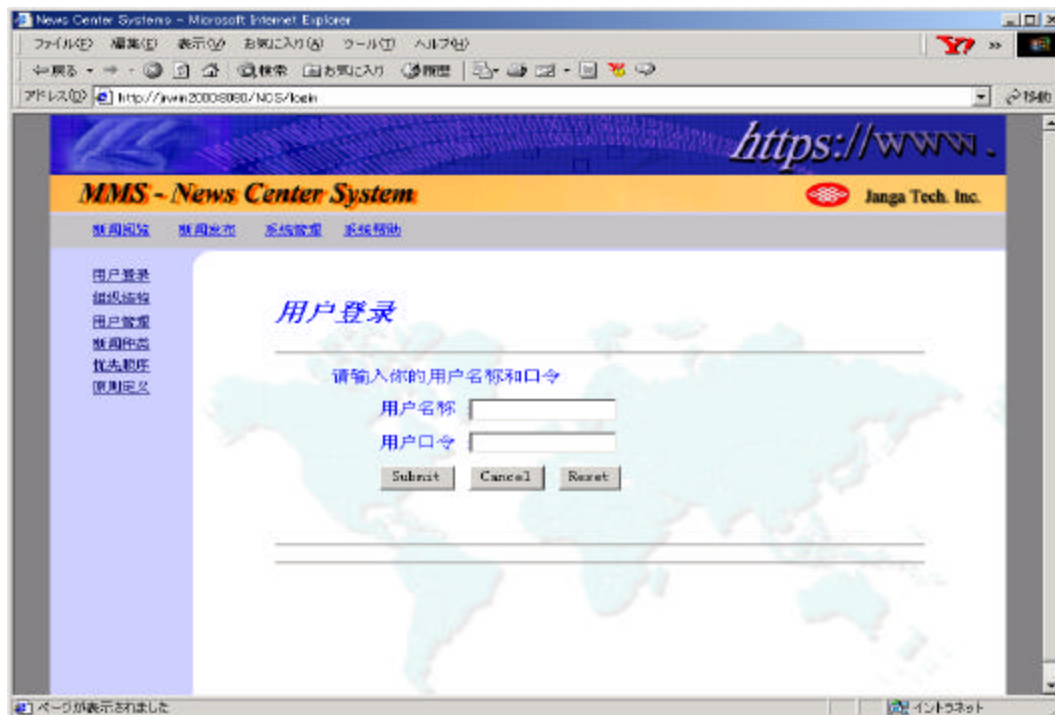 News Center Systems - Microsoft Internet Explorer
ファイル(F) 編集(E) 表示(V) お気に入り(A) ツール(T) ヘルプ(H)
戻る 検索 お気に入り 履歴
アドレス(D) http://jrwin2000:8080/NCS/login 移動
https://www.
MMS - News Center System Janga Tech. Inc.
新闻阅览 新闻发布 系统管理 系统帮助
用户登录
组织结构
用户管理
新闻种类
优先顺序
原则定义
用户登录
请输入你的用户名称和口令
用户名称
用户口令
Submit Cancel Reset
ページが表示されました イントラネット